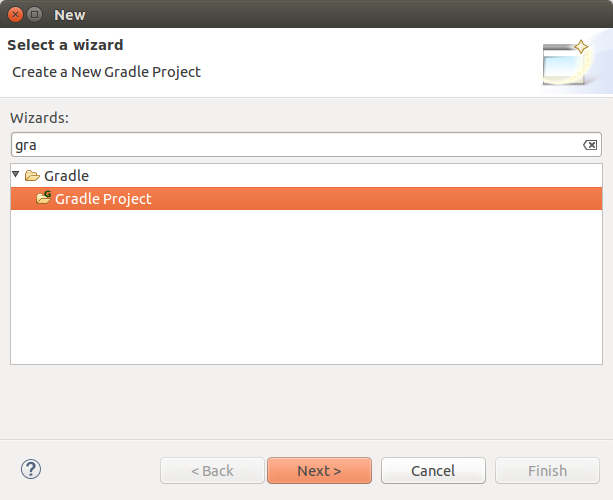 New
Select a wizard
Create a New Gradle Project
Wizards:
gra
Gradle
Gradle Project
< Back Next > Cancel Finish